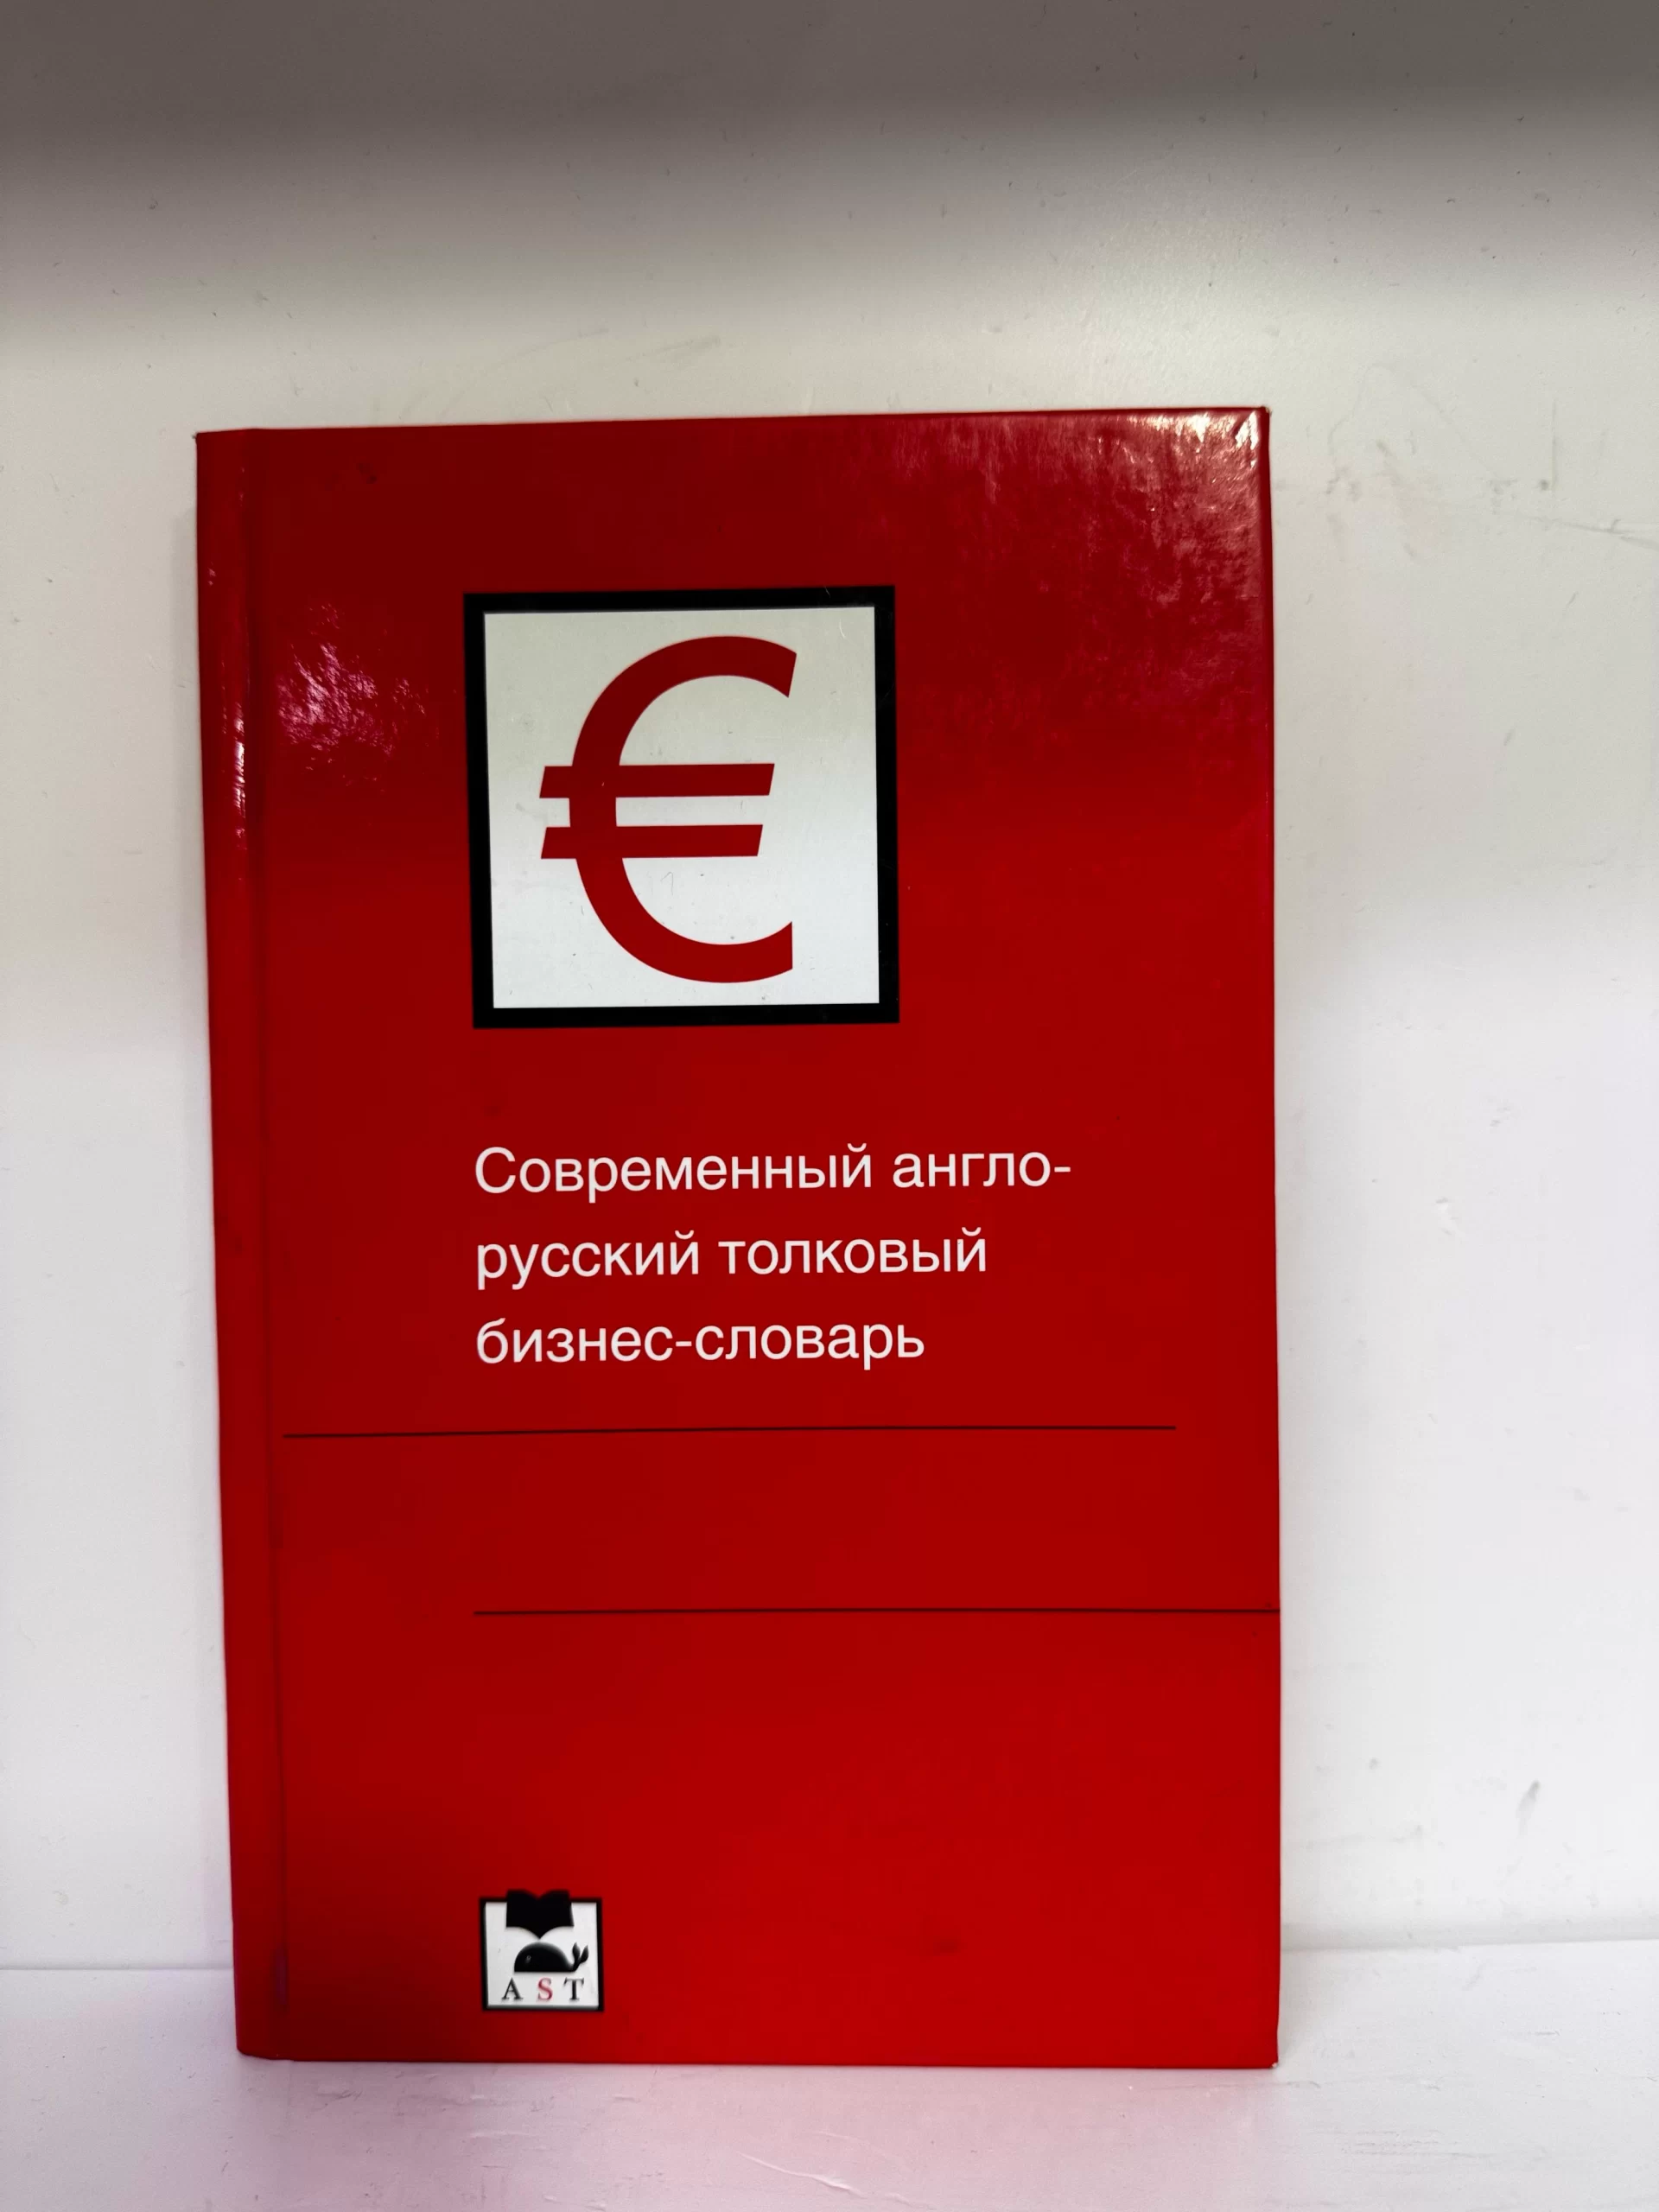 €
Современный англо-
русский толковый
бизнес-словарь
AST